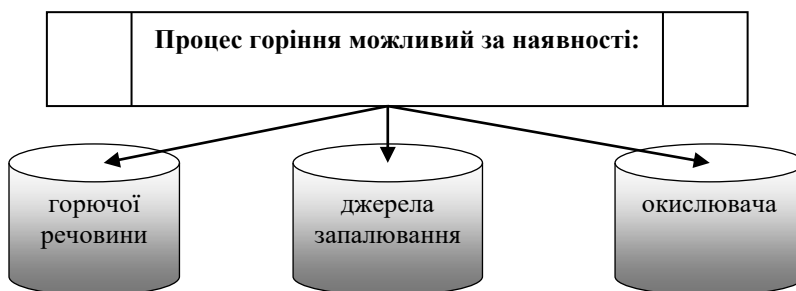 Процес горіння можливий за наявності:
горючої
речовини
джерела
запалювання
окислювача